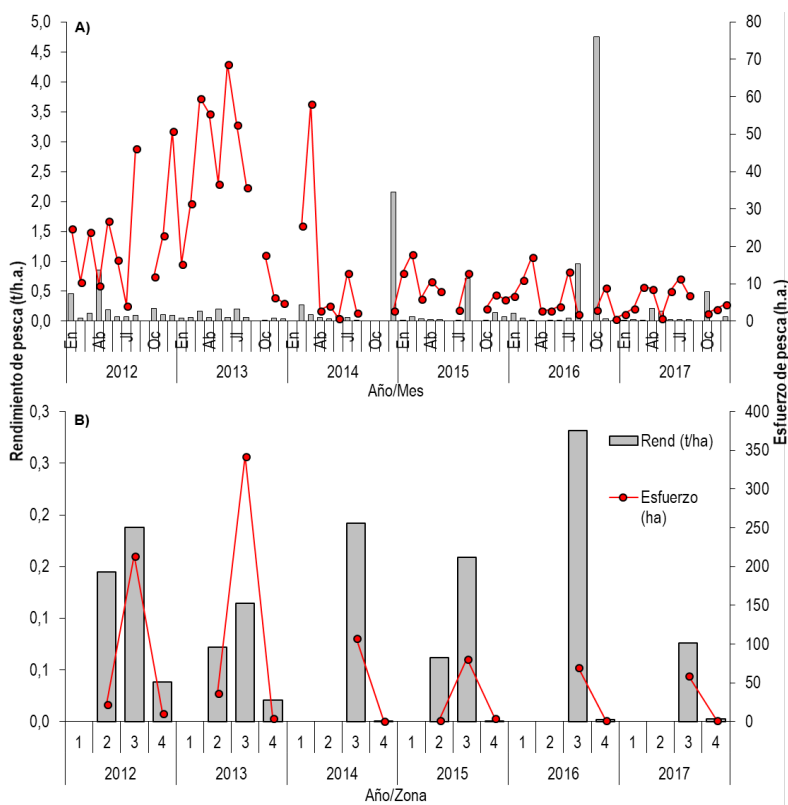 A)
Rendimiento de pesca (t/h.a.)
Esfuerzo de pesca (h.a.)
5,0
4,5
4,0
3,5
3,0
2,5
2,0
1,5
1,0
0,5
0,0
80
70
60
50
40
30
20
10
0
En Ab Jl Oc En Ab Jl Oc En Ab Jl Oc En Ab Jl Oc En Ab Jl Oc En Ab Jl Oc
2012 2013 2014 2015 2016 2017
Año/Mes
B)
0,3
0,3
0,2
0,2
0,1
0,1
0,0
400
350
300
250
200
150
100
50
0
Rend (t/ha)
Esfuerzo
(ha)
1 2 3 4 1 2 3 4 1 2 3 4 1 2 3 4 1 2 3 4 1 2 3 4
2012 2013 2014 2015 2016 2017
Año/Zona